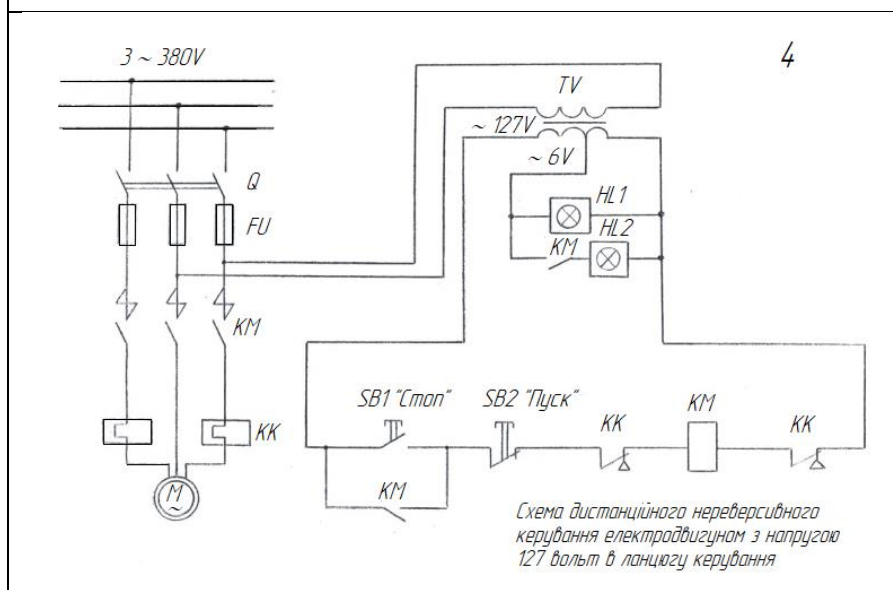 3 ~ 380V
4
TV
~ 127V
~ 6V
Q
HL1
FU
HL2
KM
KM
SB1 "Стоп"
SB2 "Пуск"
KK
KM
KK
KK
KM
M
~
Схема дистанційного нереверсивного
керування електродвигуном з напругою
127 вольт в ланцюгу керування